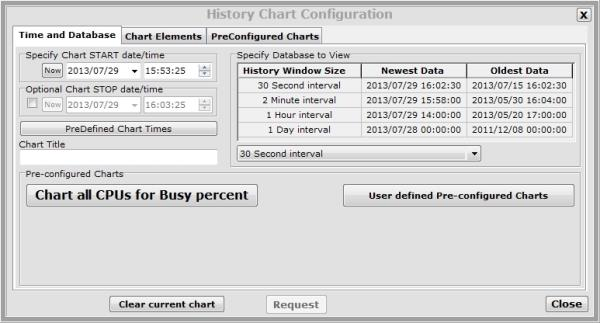 History Chart Configuration
X
Time and Database Chart Elements PreConfigured Charts
Specify Chart START date/time
Now 2013/07/29 15:53:25
Optional Chart STOP date/time
Now 2013/07/29 16:03:25
PreDefined Chart Times
Chart Title
Specify Database to View
History Window Size Newest Data Oldest Data
30 Second interval 2013/07/29 16:02:30 2013/07/15 16:02:30
2 Minute interval 2013/07/29 15:58:00 2013/05/30 16:04:00
1 Hour interval 2013/07/29 14:00:00 2013/05/20 17:00:00
1 Day interval 2013/07/28 00:00:00 2011/12/08 00:00:00
30 Second interval
Pre-configured Charts
Chart all CPUs for Busy percent User defined Pre-configured Charts
Clear current chart Request Close